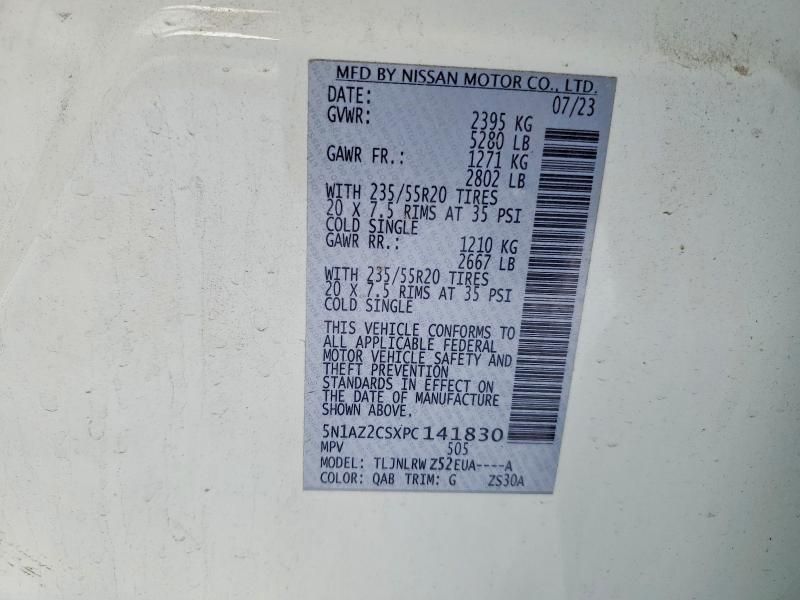 MFD BY NISSAN MOTOR CO., LTD.
DATE: 07/23
GVWR: 2395 KG
5280 LB
GAWR FR.: 1271 KG
2802 LB
WITH 235/55R20 TIRES
20 X 7.5 RIMS AT 35 PSI
COLD SINGLE
GAWR RR.: 1210 KG
2667 LB
WITH 235/55R20 TIRES
20 X 7.5 RIMS AT 35 PSI
COLD SINGLE
THIS VEHICLE CONFORMS TO
ALL APPLICABLE FEDERAL
MOTOR VEHICLE SAFETY AND
THEFT PREVENTION
STANDARDS IN EFFECT ON
THE DATE OF MANUFACTURE
SHOWN ABOVE.
5N1AZ2CSXPC141830
MPV 505
MODEL: TLJNLRW Z52EUA----A
COLOR: QAB TRIM: G ZS30A